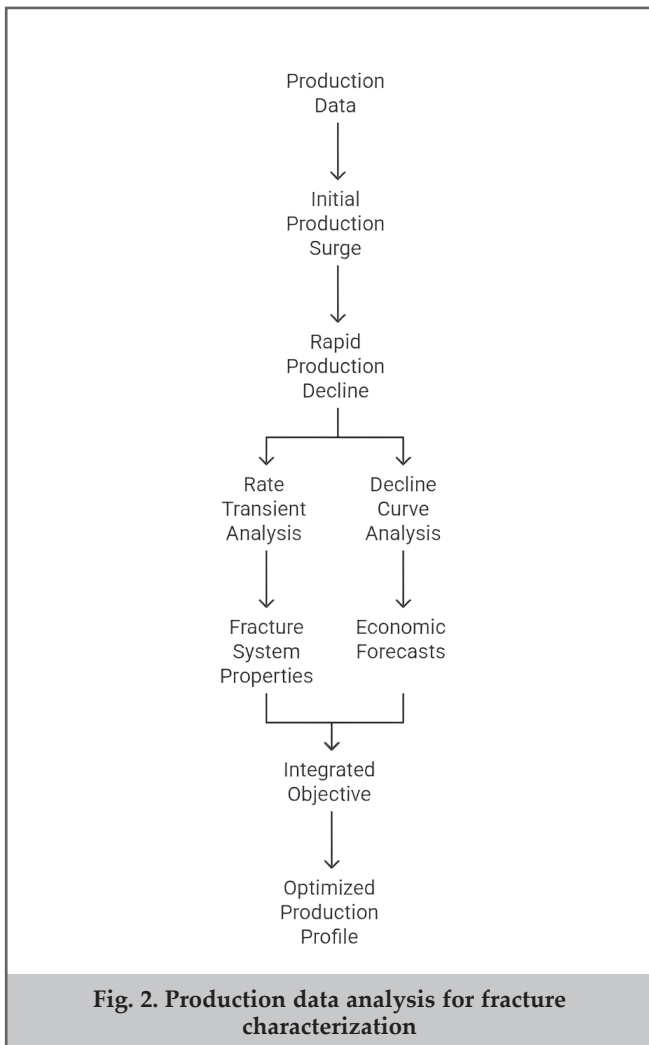 Production
Data
Initial
Production
Surge
Rapid
Production
Decline
Rate
Transient
Analysis
Decline
Curve
Analysis
Fracture
System
Properties
Economic
Forecasts
Integrated
Objective
Optimized
Production
Profile
Fig. 2. Production data analysis for fracture
characterization